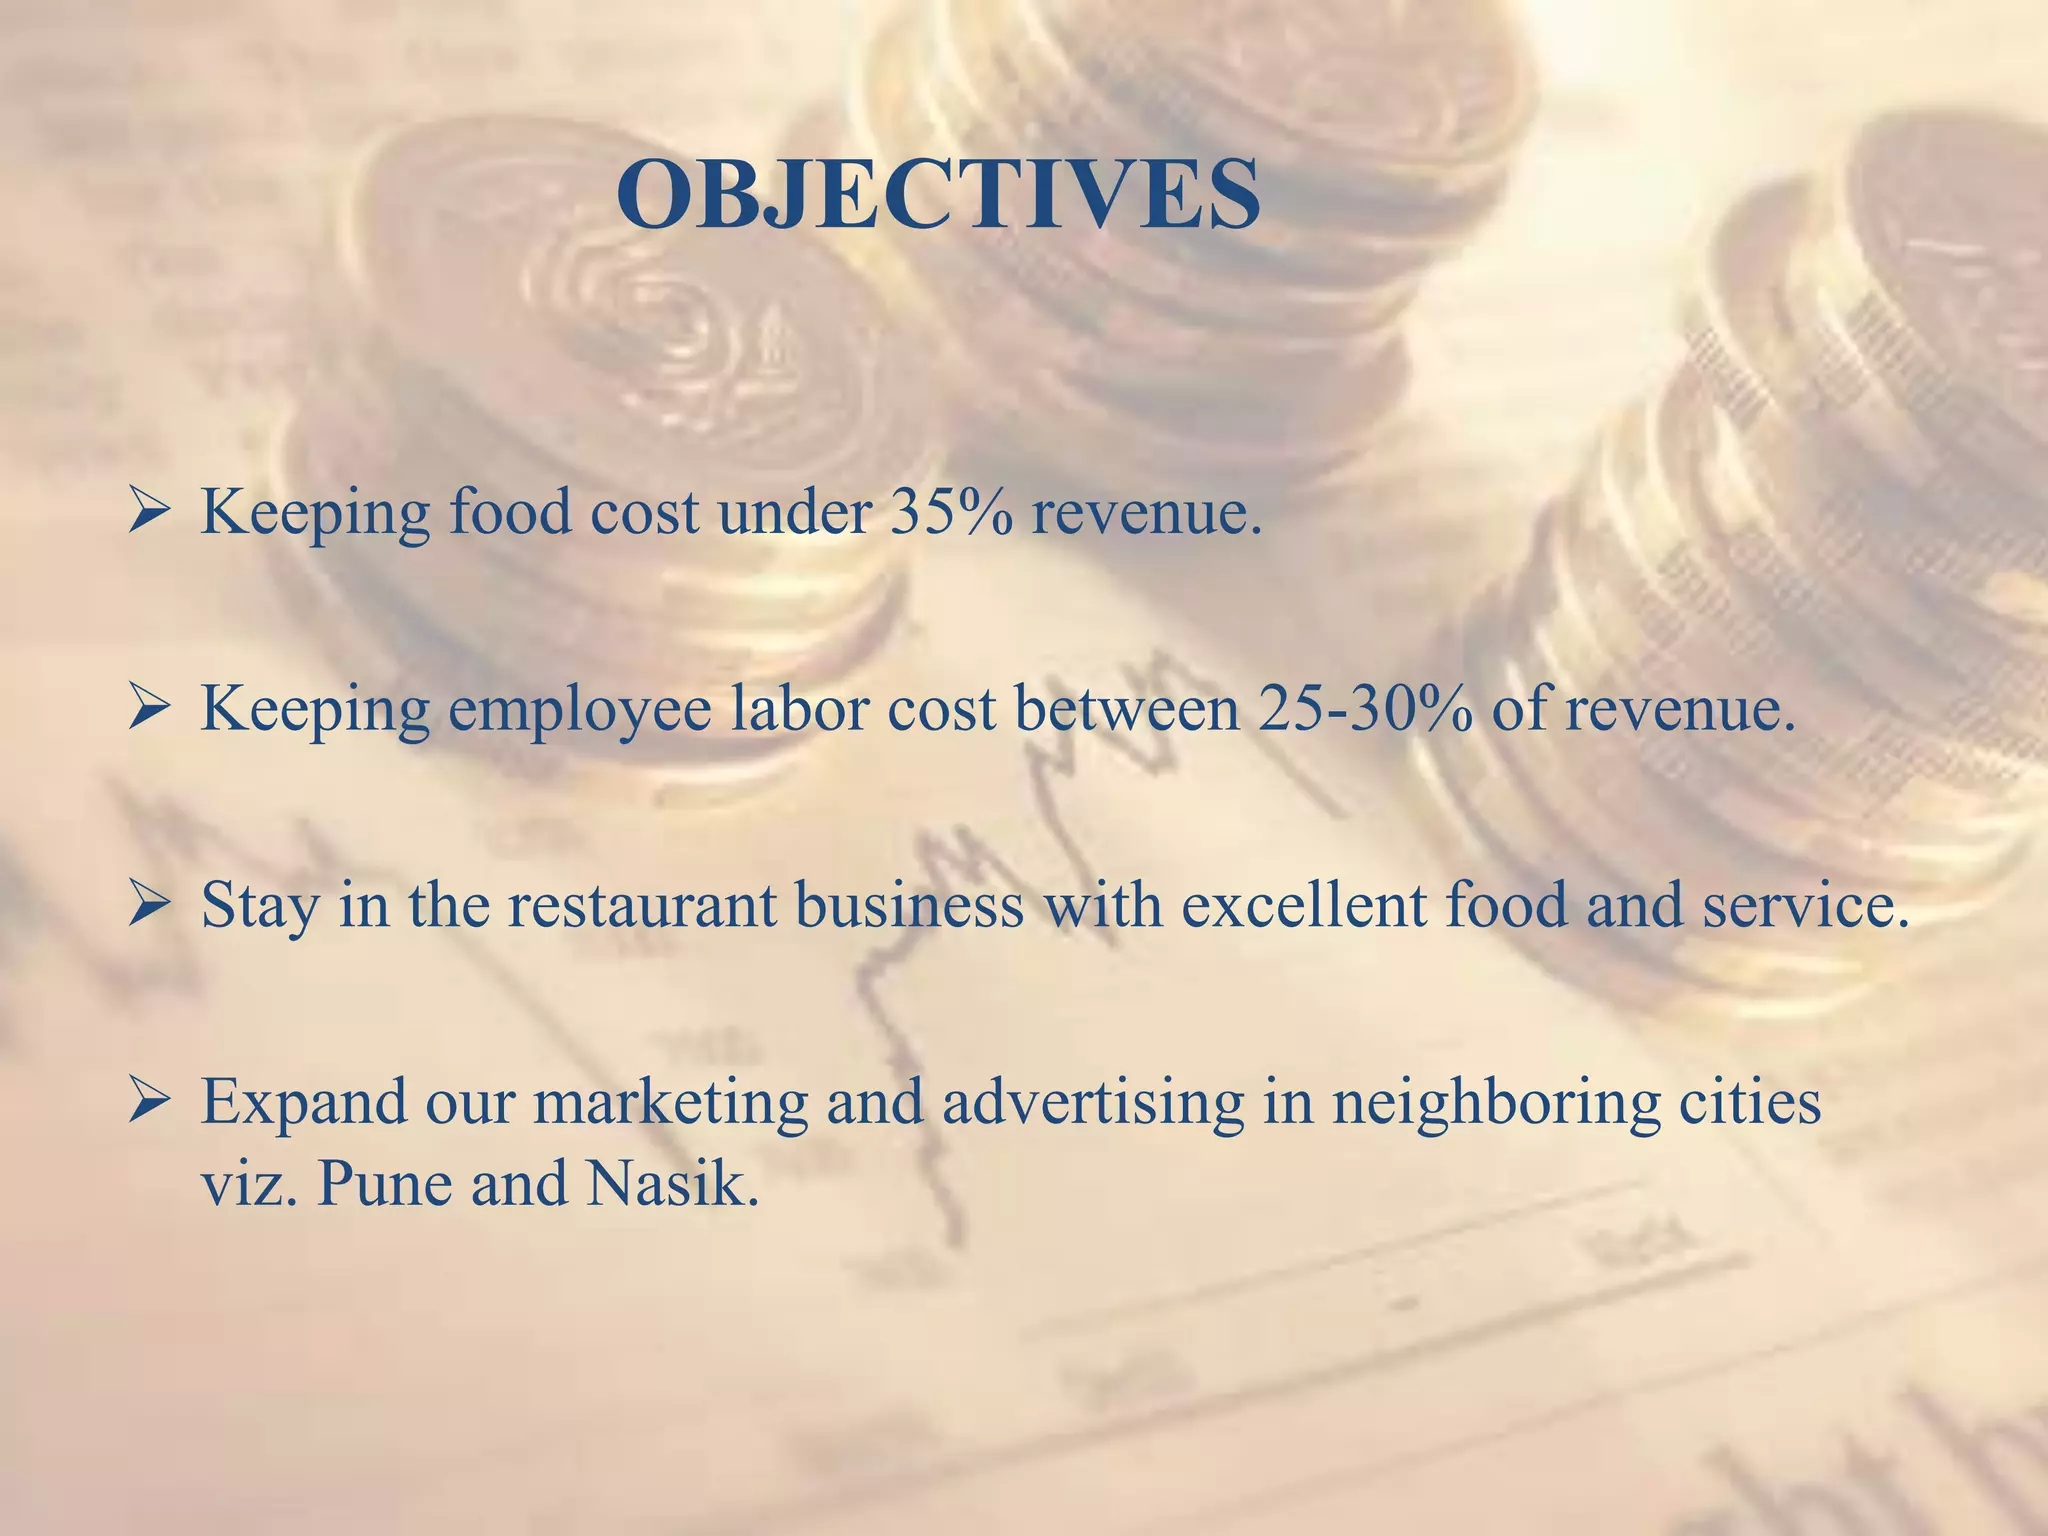 OBJECTIVES
➢ Keeping food cost under 35% revenue.
➢ Keeping employee labor cost between 25-30% of revenue.
➢ Stay in the restaurant business with excellent food and service.
➢ Expand our marketing and advertising in neighboring cities
viz. Pune and Nasik.